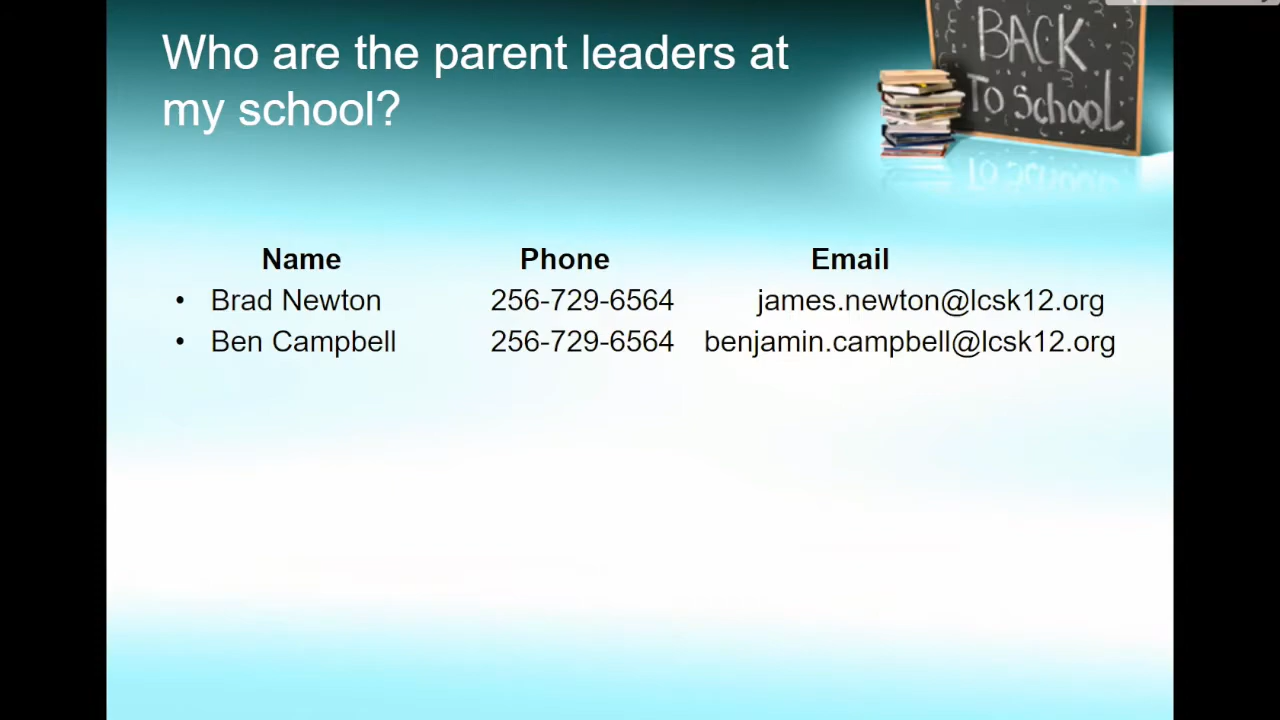 Who are the parent leaders at
my school?
BACK
To School
Name Phone Email
• Brad Newton 256-729-6564 james.newton@lcsk12.org
• Ben Campbell 256-729-6564 benjamin.campbell@lcsk12.org